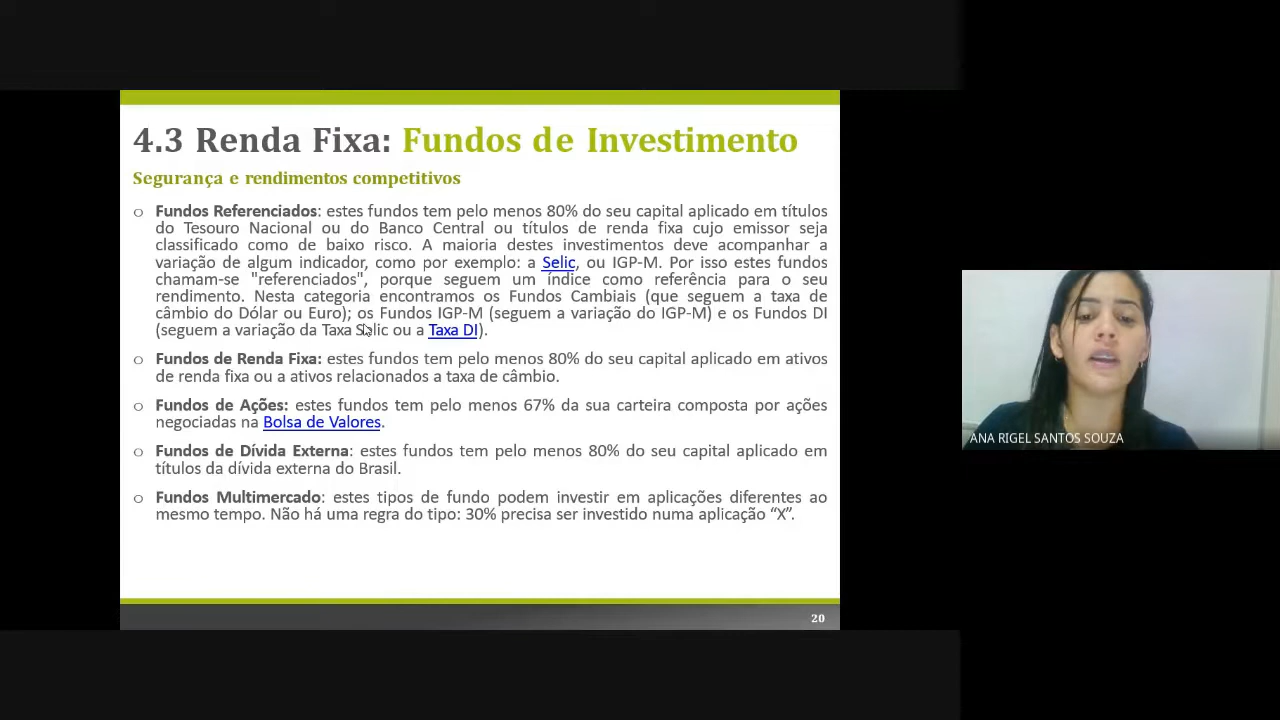 4.3 Renda Fixa: Fundos de Investimento
Segurança e rendimentos competitivos
o Fundos Referenciados: estes fundos tem pelo menos 80% do seu capital aplicado em títulos
do Tesouro Nacional ou do Banco Central ou títulos de renda fixa cujo emissor seja
classificado como de baixo risco. A maioria destes investimentos deve acompanhar a
variação de algum indicador, como por exemplo: a Selic, ou IGP-M. Por isso estes fundos
chamam-se "referenciados", porque seguem um índice como referência para o seu
rendimento. Nesta categoria encontramos os Fundos Cambiais (que seguem a taxa de
câmbio do Dólar ou Euro); os Fundos IGP-M (seguem a variação do IGP-M) e os Fundos DI
(seguem a variação da Taxa Selic ou a Taxa DI).
o Fundos de Renda Fixa: estes fundos tem pelo menos 80% do seu capital aplicado em ativos
de renda fixa ou a ativos relacionados a taxa de câmbio.
o Fundos de Ações: estes fundos tem pelo menos 67% da sua carteira composta por ações
negociadas na Bolsa de Valores.
o Fundos de Dívida Externa: estes fundos tem pelo menos 80% do seu capital aplicado em
títulos da dívida externa do Brasil.
o Fundos Multimercado: estes tipos de fundo podem investir em aplicações diferentes ao
mesmo tempo. Não há uma regra do tipo: 30% precisa ser investido numa aplicação “X”.
20
ANA RIGEL SANTOS SOUZA